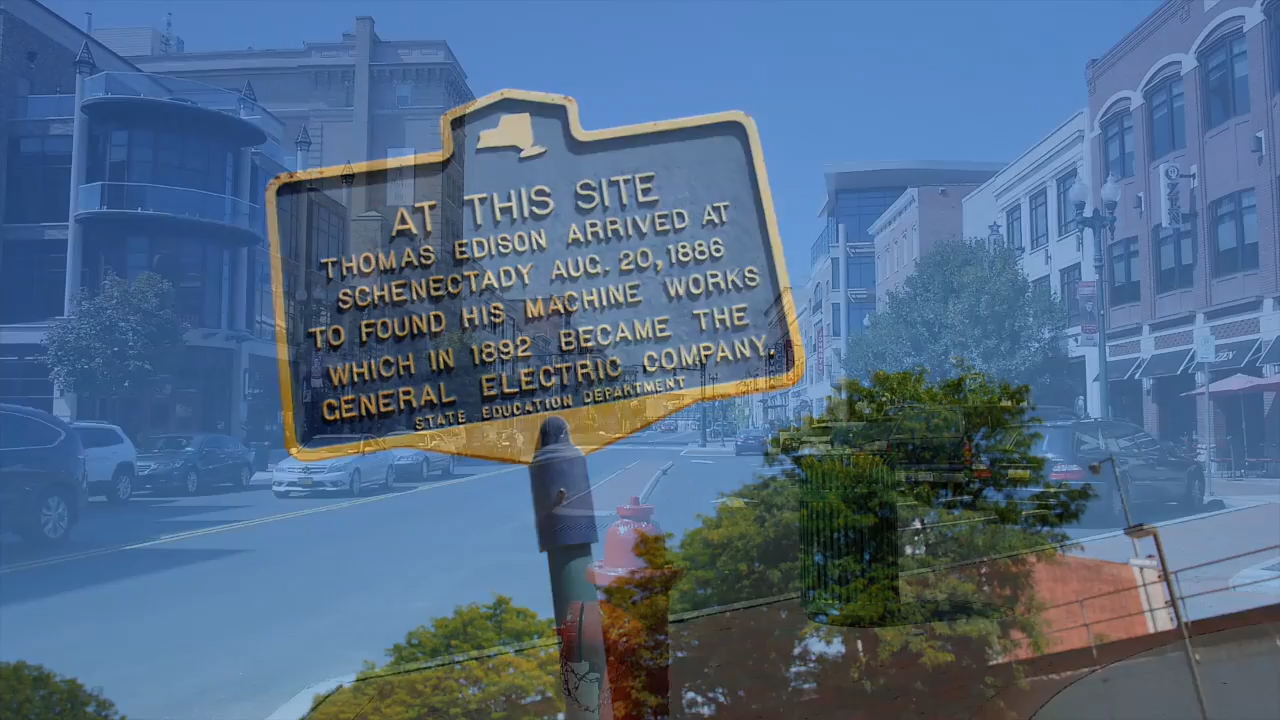 AT THIS SITE
THOMAS EDISON ARRIVED AT
SCHENECTADY AUG. 20, 1886
TO FOUND HIS MACHINE WORKS
WHICH IN 1892 BECAME THE
GENERAL ELECTRIC COMPANY.
STATE EDUCATION DEPARTMENT
ZEN